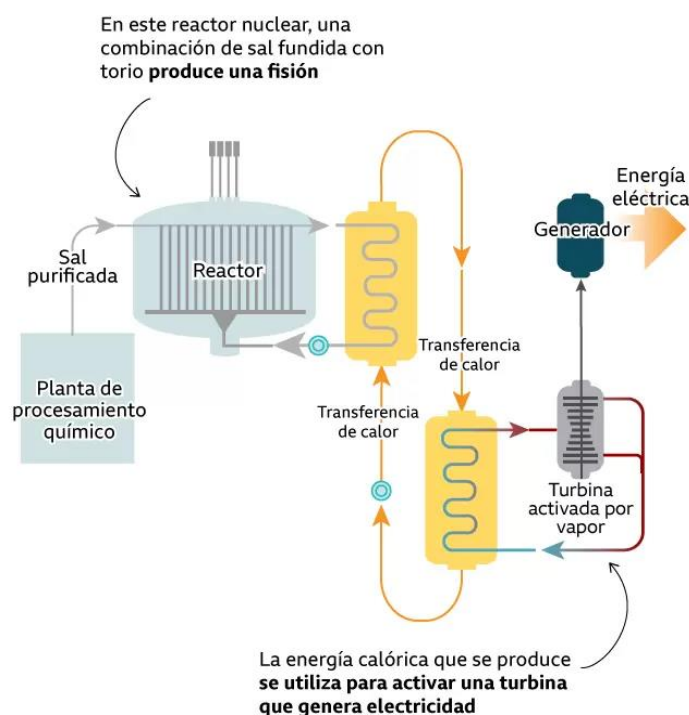 En este reactor nuclear, una
combinación de sal fundida con
torio produce una fisión
Energía
eléctrica
Generador
Sal
purificada
Reactor
Transferencia
de calor
Planta de
procesamiento
químico
Transferencia
de calor
Turbina
activada por
vapor
La energía calórica que se produce
se utiliza para activar una turbina
que genera electricidad